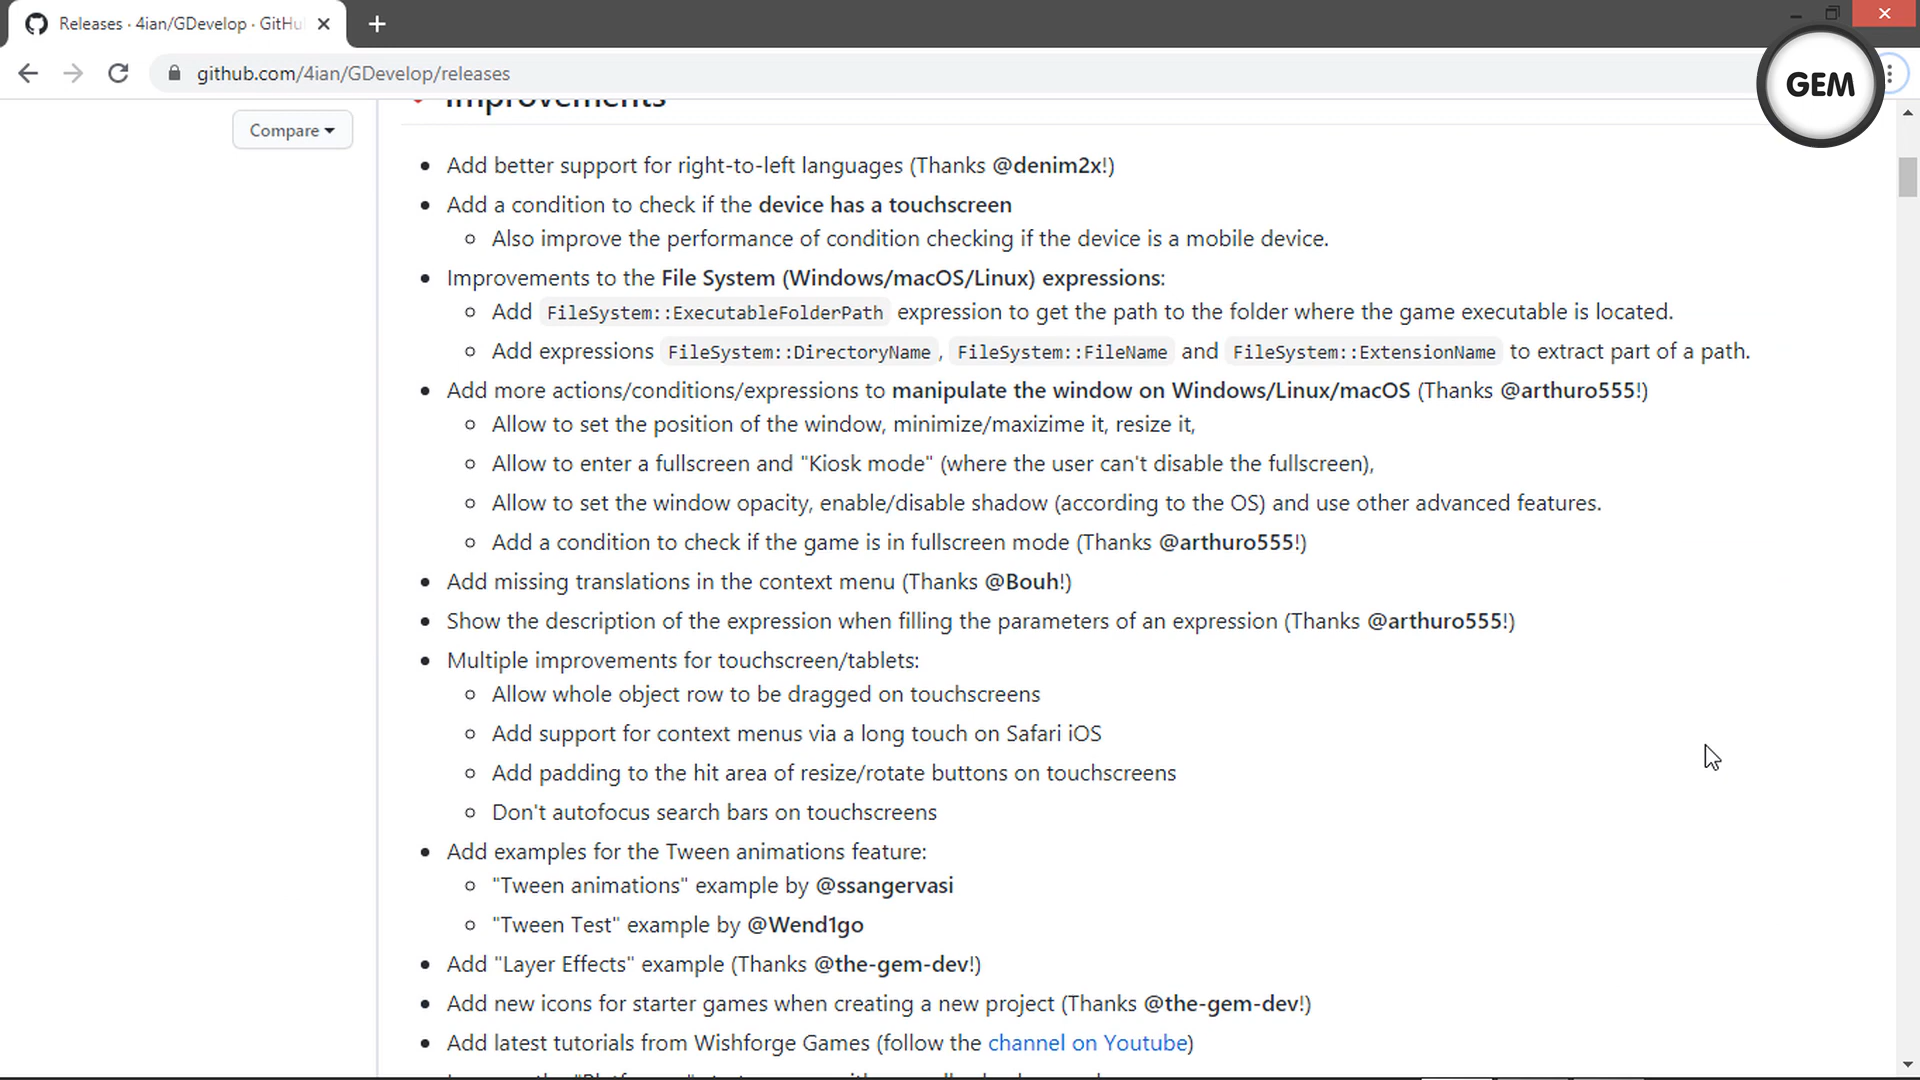 Releases · 4ian/GDevelop · GitHu
github.com/4ian/GDevelop/releases
GEM
Compare
Improvements
Add better support for right-to-left languages (Thanks @denim2x!)
Add a condition to check if the device has a touchscreen
Also improve the performance of condition checking if the device is a mobile device.
Improvements to the File System (Windows/macOS/Linux) expressions:
Add FileSystem::ExecutableFolderPath expression to get the path to the folder where the game executable is located.
Add expressions FileSystem::DirectoryName, FileSystem::FileName and FileSystem::ExtensionName to extract part of a path.
Add more actions/conditions/expressions to manipulate the window on Windows/Linux/macOS (Thanks @arthuro555!)
Allow to set the position of the window, minimize/maxizime it, resize it,
Allow to enter a fullscreen and "Kiosk mode" (where the user can't disable the fullscreen),
Allow to set the window opacity, enable/disable shadow (according to the OS) and use other advanced features.
Add a condition to check if the game is in fullscreen mode (Thanks @arthuro555!)
Add missing translations in the context menu (Thanks @Bouh!)
Show the description of the expression when filling the parameters of an expression (Thanks @arthuro555!)
Multiple improvements for touchscreen/tablets:
Allow whole object row to be dragged on touchscreens
Add support for context menus via a long touch on Safari iOS
Add padding to the hit area of resize/rotate buttons on touchscreens
Don't autofocus search bars on touchscreens
Add examples for the Tween animations feature:
"Tween animations" example by @ssangervasi
"Tween Test" example by @Wend1go
Add "Layer Effects" example (Thanks @the-gem-dev!)
Add new icons for starter games when creating a new project (Thanks @the-gem-dev!)
Add latest tutorials from Wishforge Games (follow the channel on Youtube)